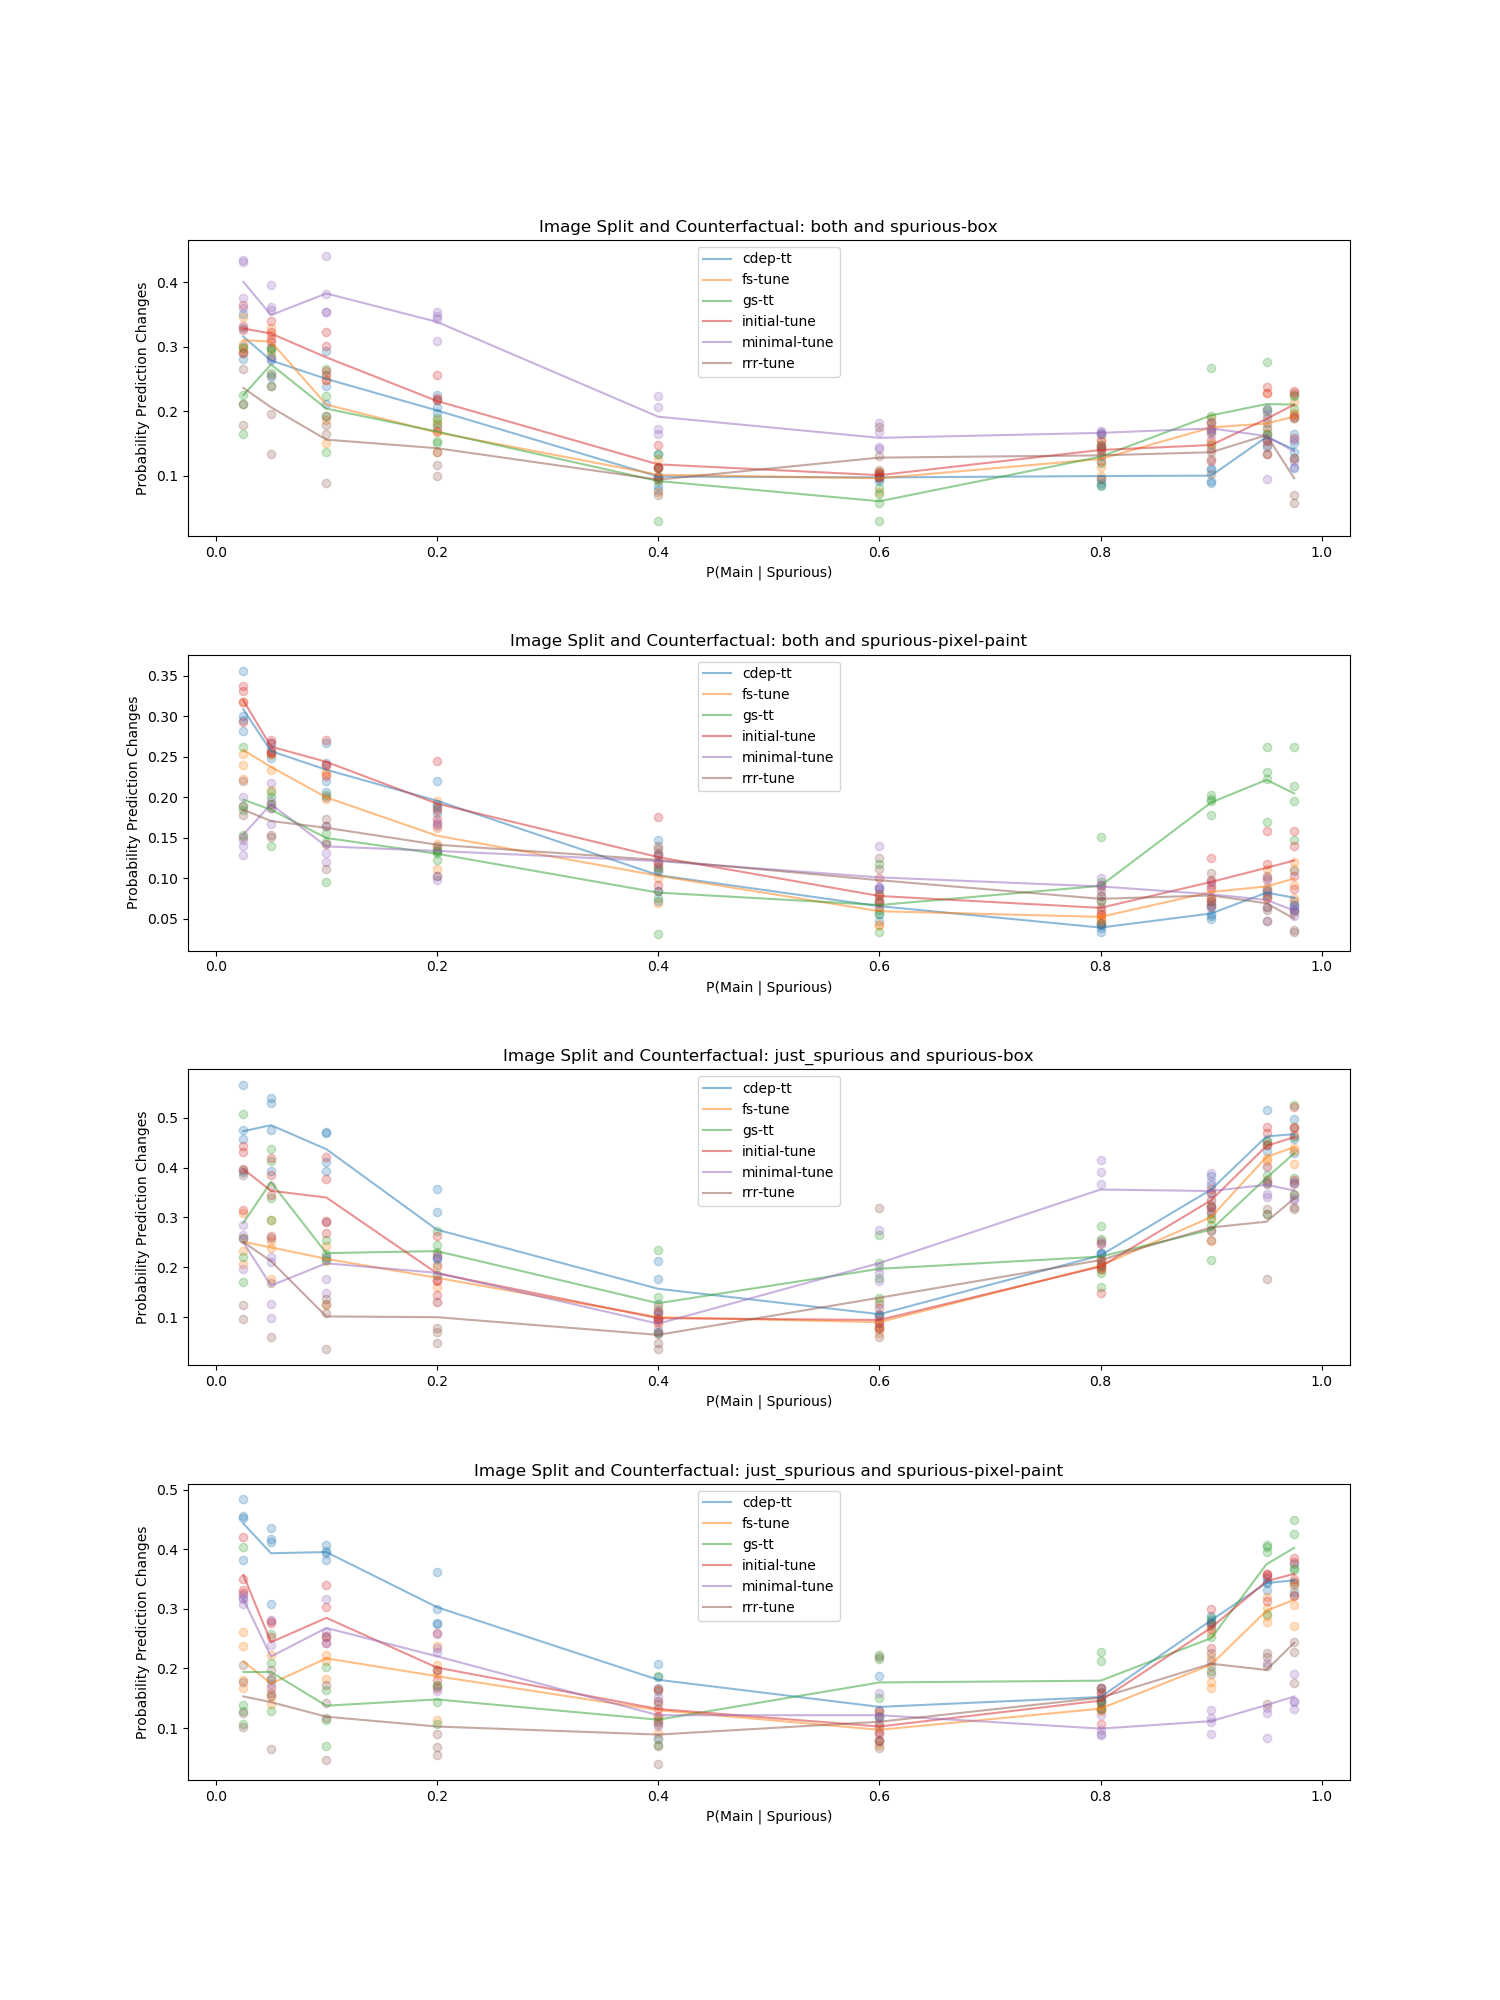 Image Split and Counterfactual: both and spurious-box
Probability Prediction Changes
0.4
0.3
0.2
0.1
cdep-tt
fs-tune
gs-tt
initial-tune
minimal-tune
rrr-tune
0.0 0.2 0.4 0.6 0.8 1.0
P(Main | Spurious)
Image Split and Counterfactual: both and spurious-pixel-paint
Probability Prediction Changes
0.35
0.30
0.25
0.20
0.15
0.10
0.05
cdep-tt
fs-tune
gs-tt
initial-tune
minimal-tune
rrr-tune
0.0 0.2 0.4 0.6 0.8 1.0
P(Main | Spurious)
Image Split and Counterfactual: just_spurious and spurious-box
Probability Prediction Changes
0.5
0.4
0.3
0.2
0.1
cdep-tt
fs-tune
gs-tt
initial-tune
minimal-tune
rrr-tune
0.0 0.2 0.4 0.6 0.8 1.0
P(Main | Spurious)
Image Split and Counterfactual: just_spurious and spurious-pixel-paint
Probability Prediction Changes
0.5
0.4
0.3
0.2
0.1
cdep-tt
fs-tune
gs-tt
initial-tune
minimal-tune
rrr-tune
0.0 0.2 0.4 0.6 0.8 1.0
P(Main | Spurious)